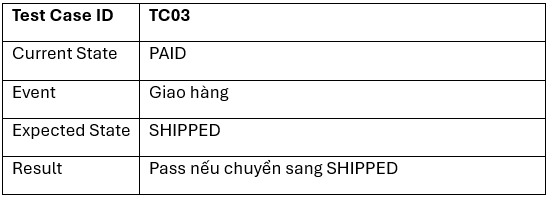 Test Case ID TC03
Current State PAID
Event Giao hàng
Expected State SHIPPED
Result Pass nếu chuyển sang SHIPPED